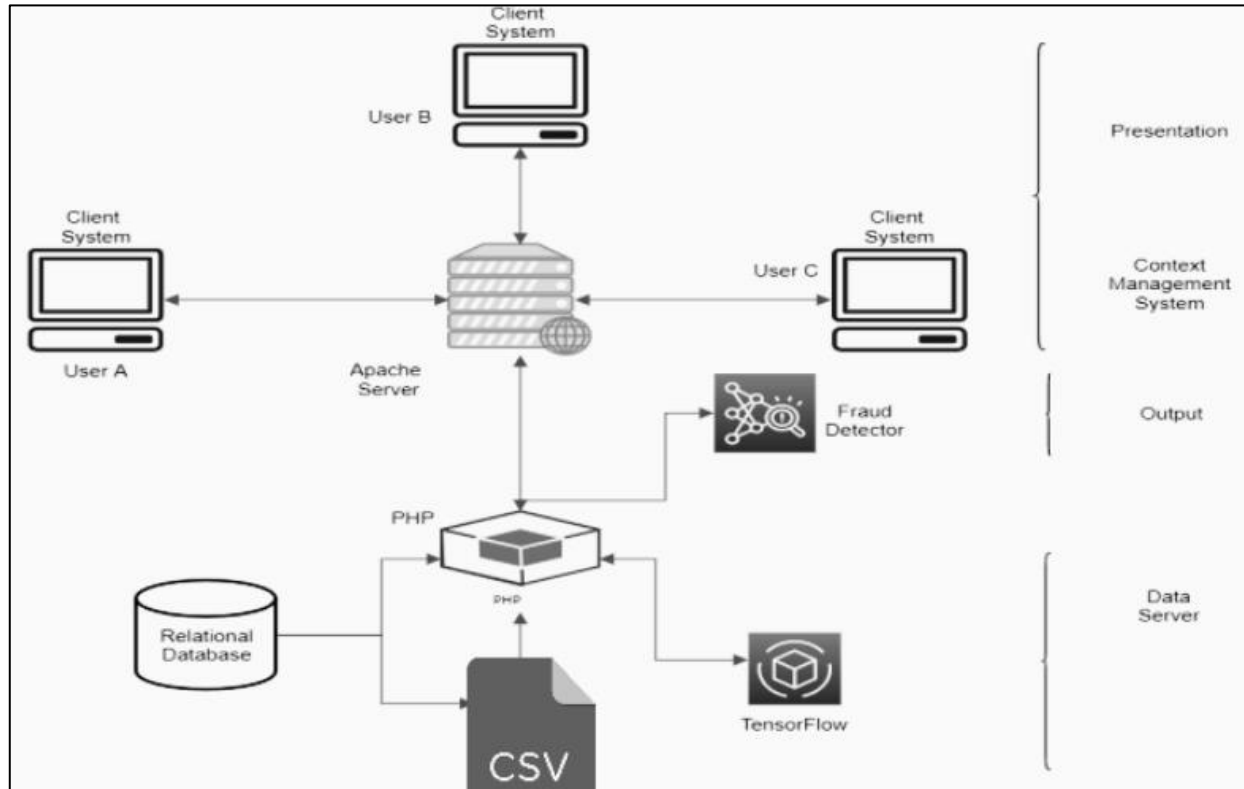 Client
System
User B
Presentation
Client
System
Client
System
User C
Context
Management
System
User A
Apache
Server
Fraud
Detector
Output
PHP
PHP
Data
Server
Relational
Database
TensorFlow
CSV